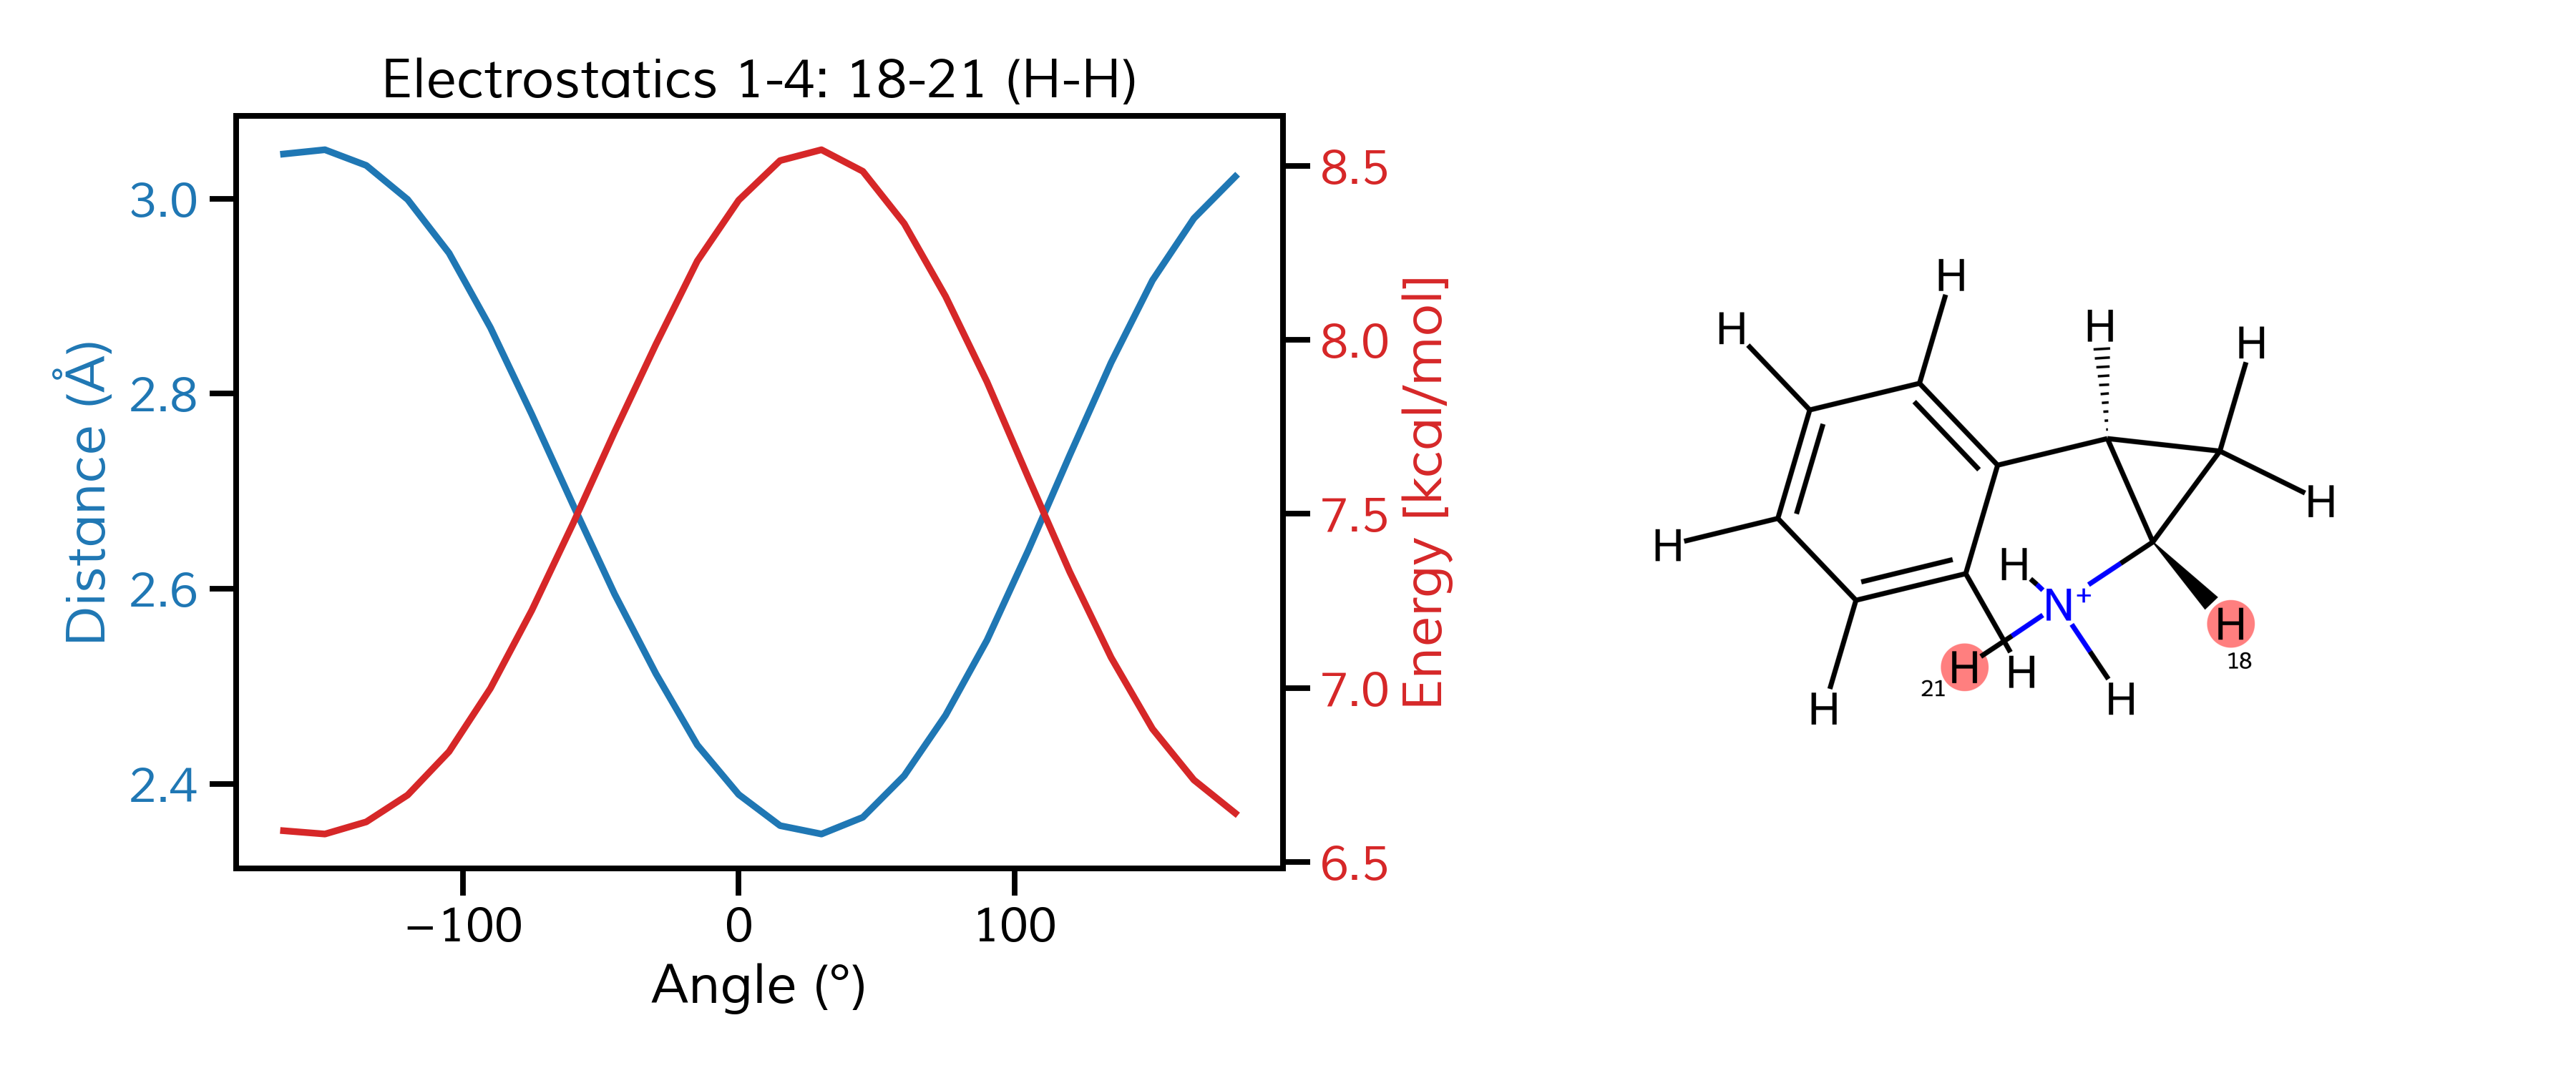 Electrostatics 1-4: 18-21 (H-H)
Distance (Å)
3.0
2.8
2.6
2.4
−100
0
100
Angle (°)
8.5
8.0
7.5
7.0
6.5
Energy [kcal/mol]
H
H
H
H
H
H
H
N⁺
H
18
H
21
H
H
H